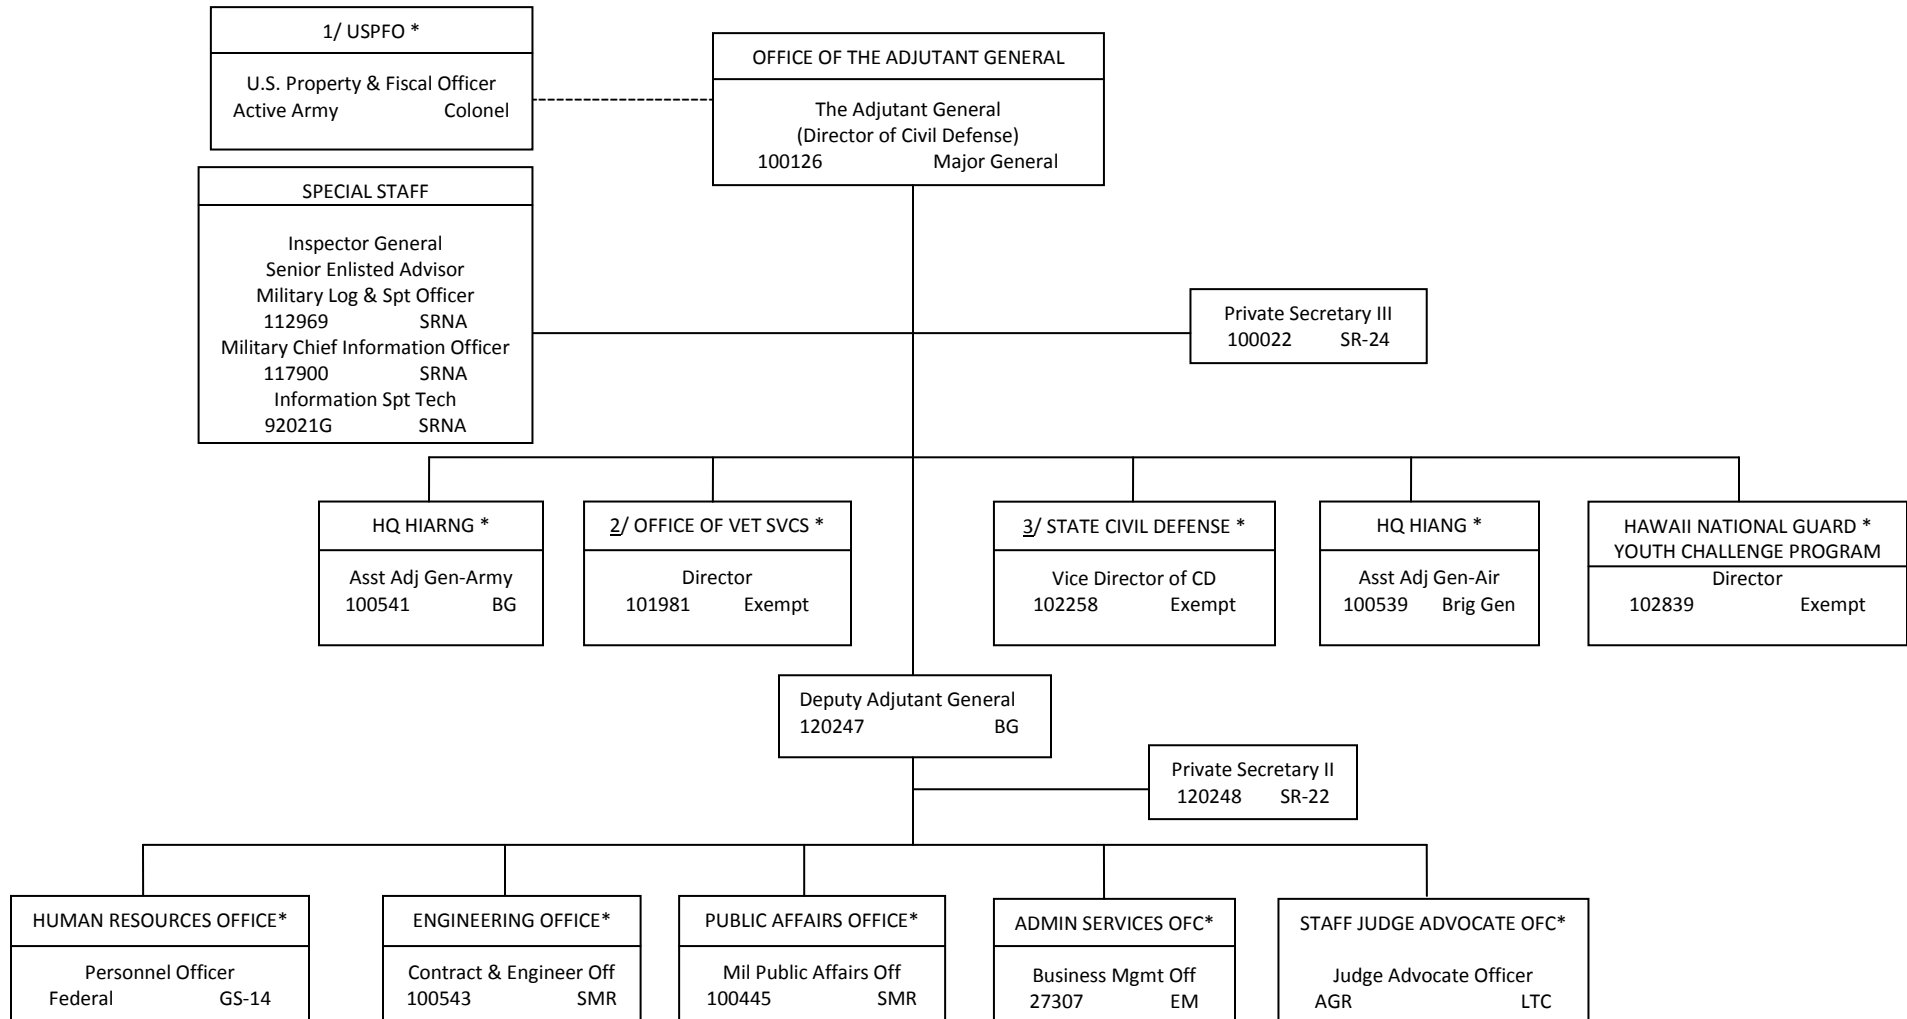 1/ USPFO *
U.S. Property & Fiscal Officer
Active Army Colonel
OFFICE OF THE ADJUTANT GENERAL
The Adjutant General
(Director of Civil Defense)
100126 Major General
SPECIAL STAFF
Inspector General
Senior Enlisted Advisor
Military Log & Spt Officer
112969 SRNA
Military Chief Information Officer
117900 SRNA
Information Spt Tech
92021G SRNA
Private Secretary III
100022 SR-24
HQ HIARNG *
Asst Adj Gen-Army
100541 BG
2/ OFFICE OF VET SVCS *
Director
101981 Exempt
3/ STATE CIVIL DEFENSE *
Vice Director of CD
102258 Exempt
HQ HIANG *
Asst Adj Gen-Air
100539 Brig Gen
HAWAII NATIONAL GUARD *
YOUTH CHALLENGE PROGRAM
Director
102839 Exempt
Deputy Adjutant General
120247 BG
Private Secretary II
120248 SR-22
HUMAN RESOURCES OFFICE*
Personnel Officer
Federal GS-14
ENGINEERING OFFICE*
Contract & Engineer Off
100543 SMR
PUBLIC AFFAIRS OFFICE*
Mil Public Affairs Off
100445 SMR
ADMIN SERVICES OFC*
Business Mgmt Off
27307 EM
STAFF JUDGE ADVOCATE OFC*
Judge Advocate Officer
AGR LTC